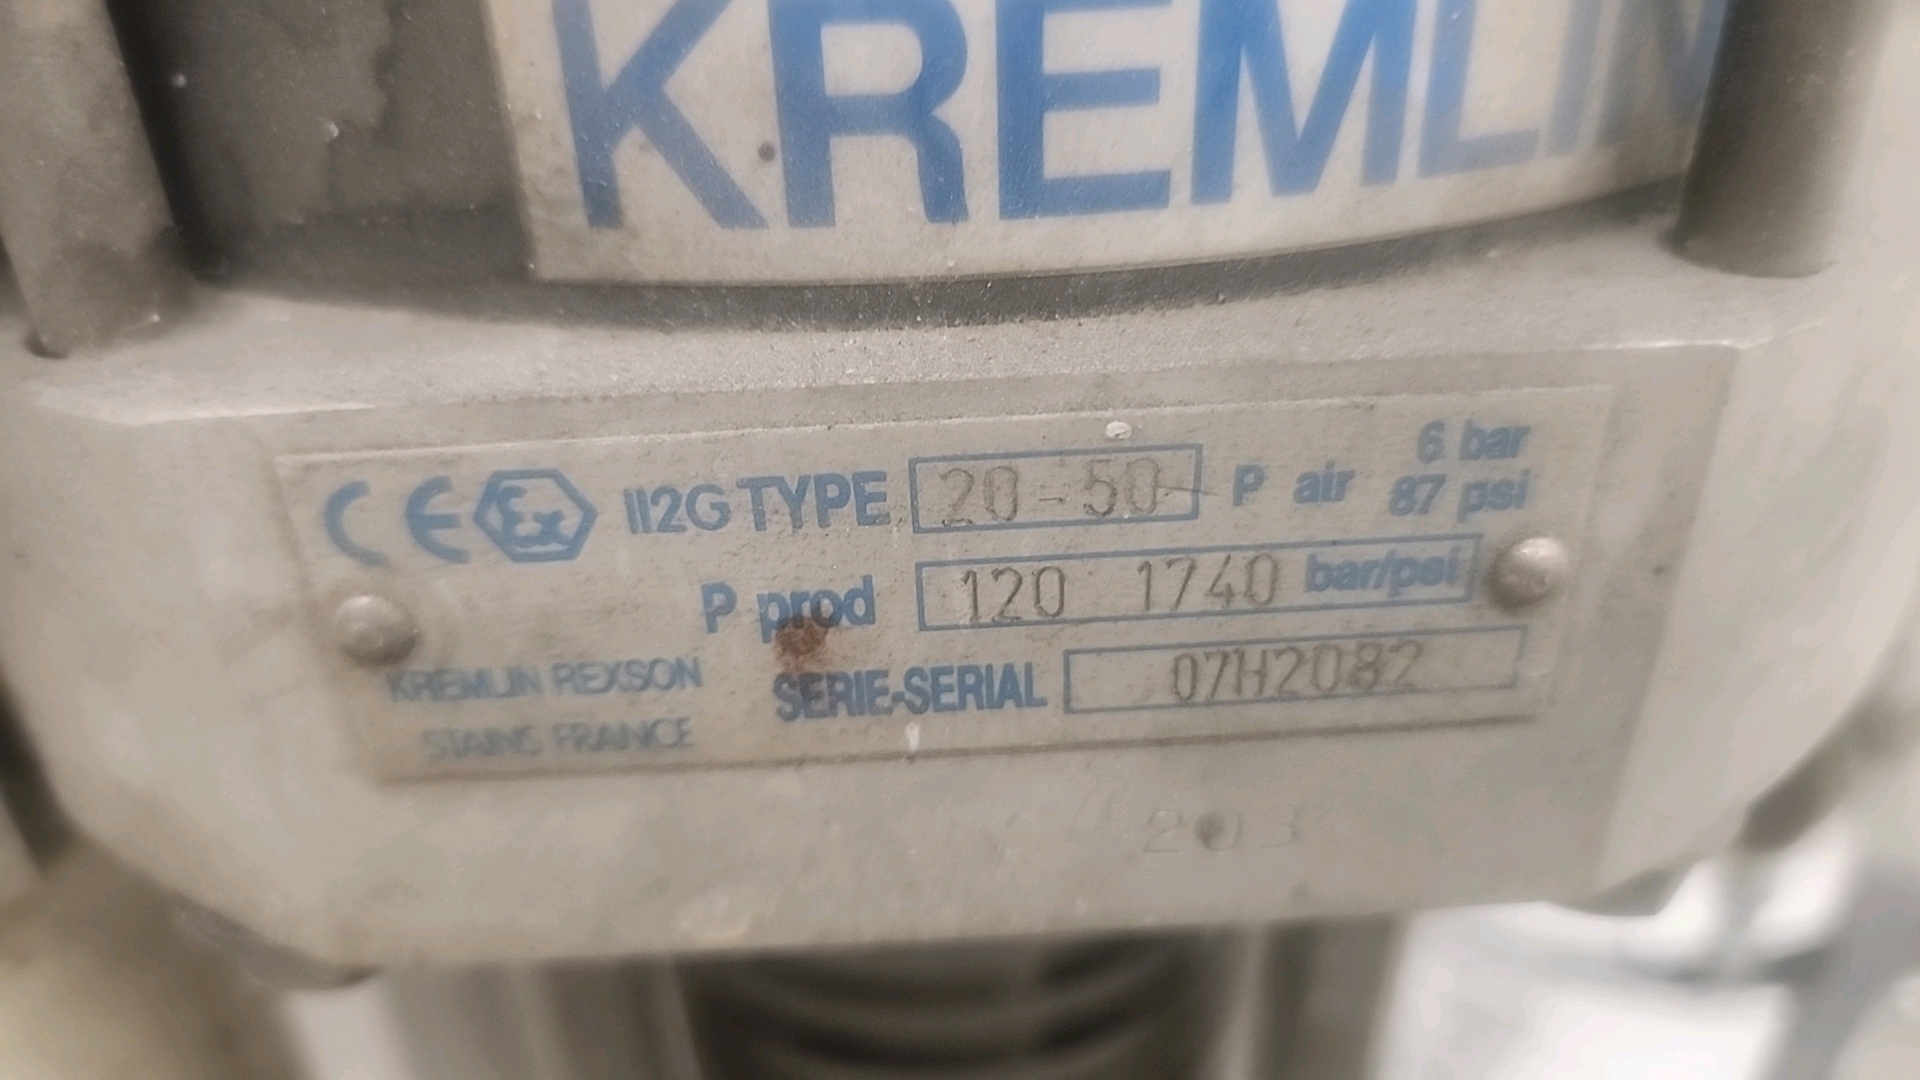 KREMLIN
CE Ex II2G TYPE 20-50 P air 6 bar 87 psi
P prod 120 1740 bar/psi
KREMLIN REXSON SERIE-SERIAL 07H2082
STAINS FRANCE
203